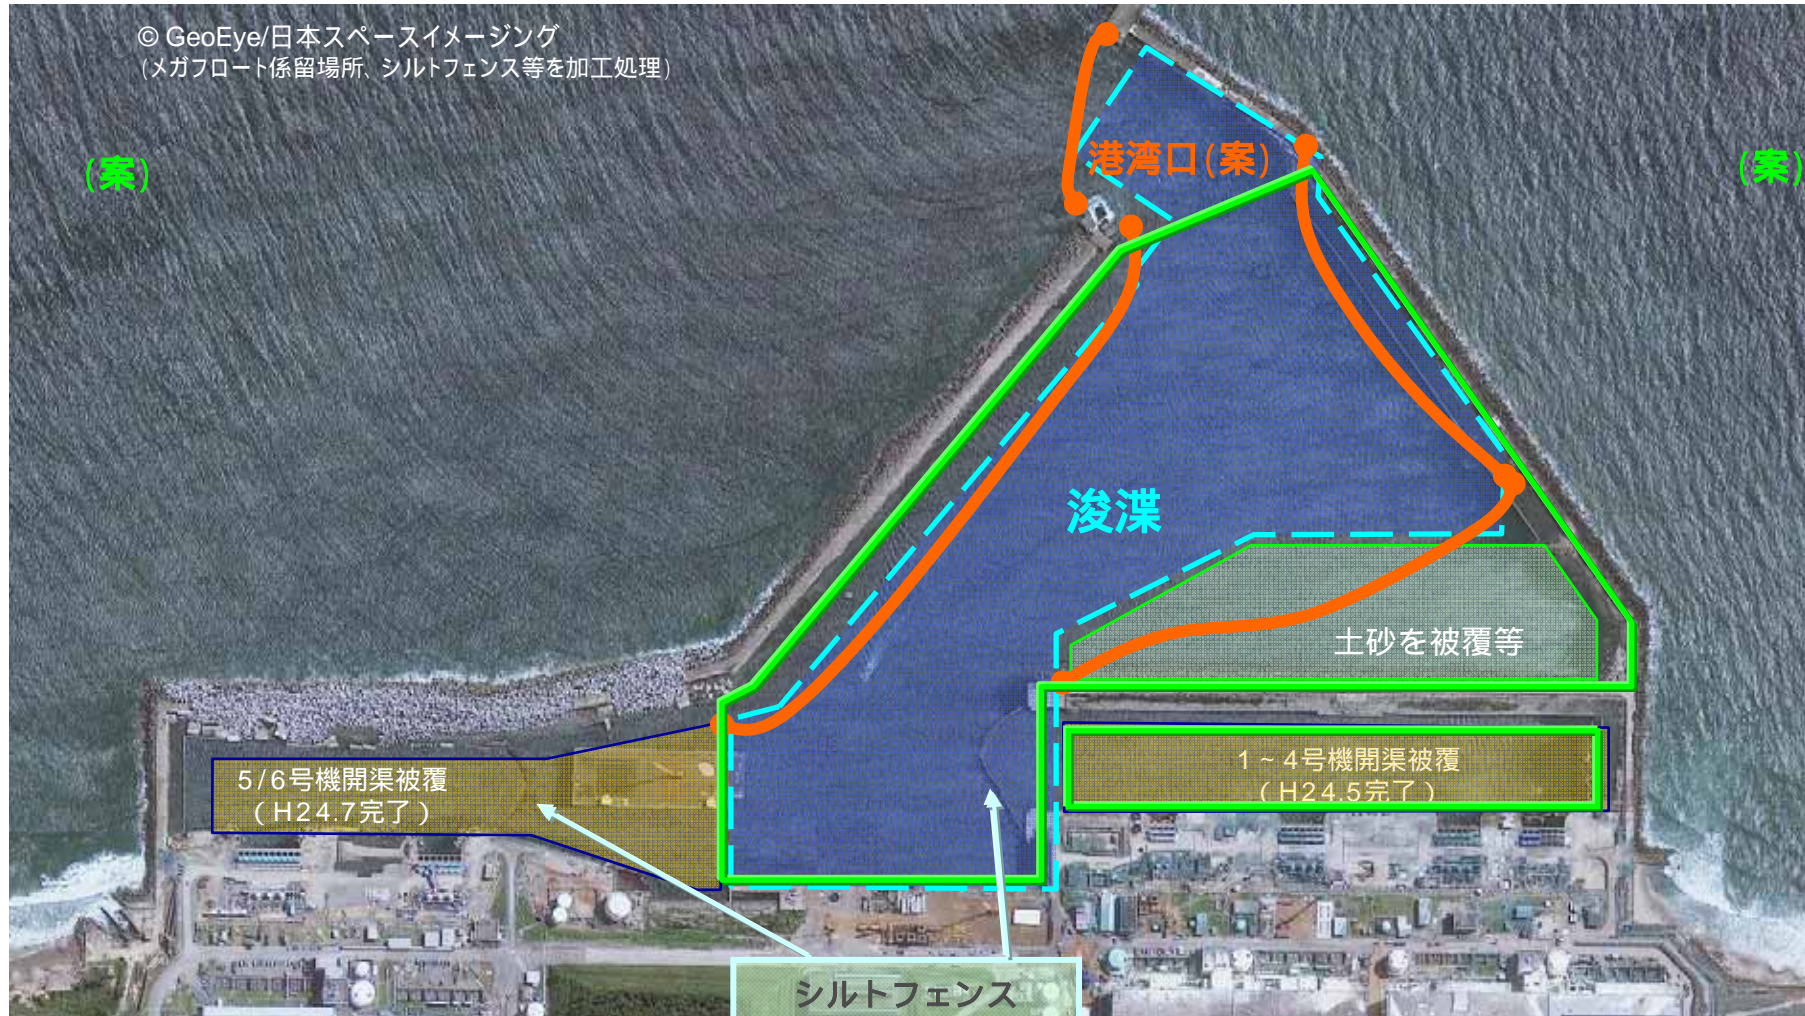 © GeoEye/日本スペースイメージング
(メガフロート係留場所、シルトフェンス等を加工処理)
(案)
港湾口(案)
(案)
浚渫
土砂を被覆等
5/6号機開渠被覆
(H24.7完了)
1~4号機開渠被覆
(H24.5完了)
シルトフェンス